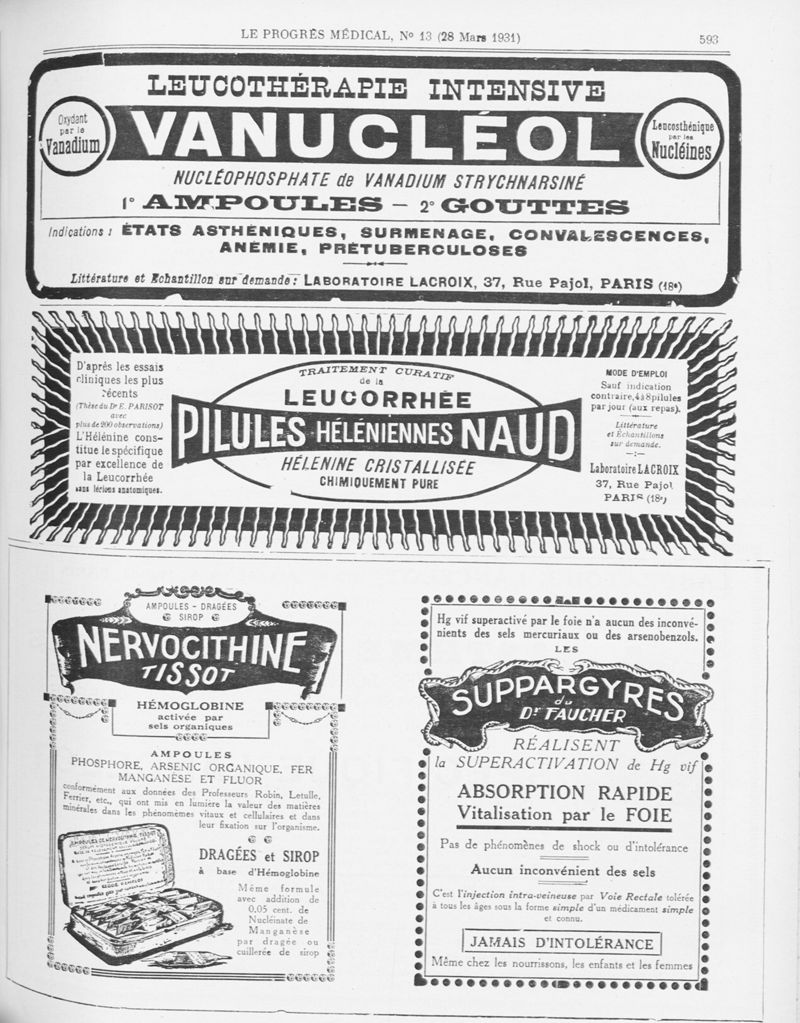 LE PROGRÈS MÉDICAL, No 13 (28 Mars 1931)
593
LEUCOTHÉRAPIE INTENSIVE
Oxydant
par le
Vanadium
VANUCLÉOL
Leucosthénique
par les
Nucléines
NUCLÉOPHOSPHATE de VANADIUM STRYCHNARSINÉ
1° AMPOULES – 2° GOUTTES
Indications : ÉTATS ASTHÉNIQUES, SURMENAGE, CONVALESCENCES,
ANÉMIE, PRÉTUBERCULOSES
Littérature et Echantillon sur demande : LABORATOIRE LACROIX, 37, Rue Pajol, PARIS (18e)
D'après les essais
cliniques les plus
récents
(Thèse du Dr E. PARISOT
avec
plus de 200 observations)
L'Hélénine cons-
titue le spécifique
par excellence de
la Leucorrhée
sans lésions anatomiques.
TRAITEMENT CURATIF
de la
LEUCORRHÉE
PILULES HÉLÉNIENNES NAUD
HÉLENINE CRISTALLISÉE
CHIMIQUEMENT PURE
MODE D'EMPLOI
Sauf indication
contraire, 4 à 8 pilules
par jour (aux repas).
Littérature
et Échantillons
sur demande.
Laboratoire LACROIX
37, Rue Pajol
PARIS (18e)
AMPOULES - DRAGÉES
SIROP
NERVOCITHINE
TISSOT
HÉMOGLOBINE
activée par
sels organiques
AMPOULES
PHOSPHORE, ARSENIC ORGANIQUE, FER
MANGANÈSE ET FLUOR
conformément aux données des Professeurs Robin, Letulle,
Ferrier, etc., qui ont mis en lumiere la valeur des matières
minérales dans les phénomènes vitaux et cellulaires et dans
leur fixation sur l'organisme.
AMPOULES DE NERVOCITHINE TISSOT
DRAGÉES et SIROP
à base d'Hémoglobine
Même formule
avec addition de
0,05 cent. de
Nucléinate de
Manganèse
par dragée ou
cuillerée de sirop
Hg vif superactivé par le foie n'a aucun des inconvé-
nients des sels mercuriaux ou des arsenobenzols.
LES
SUPPARGYRES
du
Dr FAUCHER
RÉALISENT
la SUPERACTIVATION de Hg vif
ABSORPTION RAPIDE
Vitalisation par le FOIE
Pas de phénomènes de shock ou d'intolérance
Aucun inconvénient des sels
C'est l'injection intra-veineuse par Voie Rectale tolérée
à tous les âges sous la forme simple d'un médicament simple
et connu.
JAMAIS D'INTOLÉRANCE
Même chez les nourrissons, les enfants et les femmes